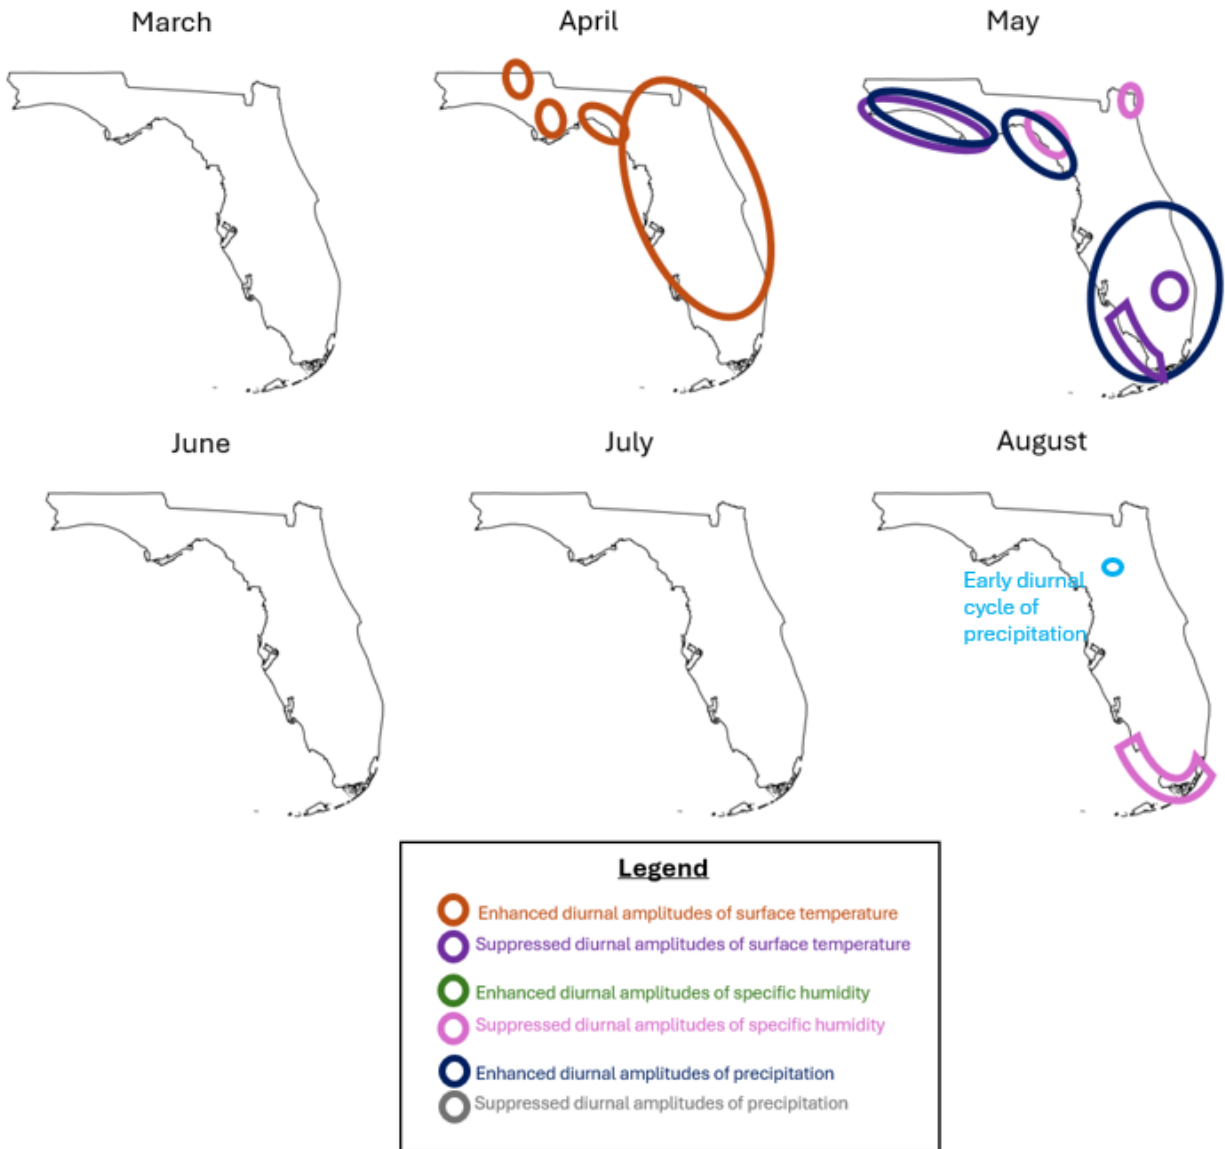 March
April
May
June
July
August
Early diurnal
cycle of
precipitation
Legend
Enhanced diurnal amplitudes of surface temperature
Suppressed diurnal amplitudes of surface temperature
Enhanced diurnal amplitudes of specific humidity
Suppressed diurnal amplitudes of specific humidity
Enhanced diurnal amplitudes of precipitation
Suppressed diurnal amplitudes of precipitation